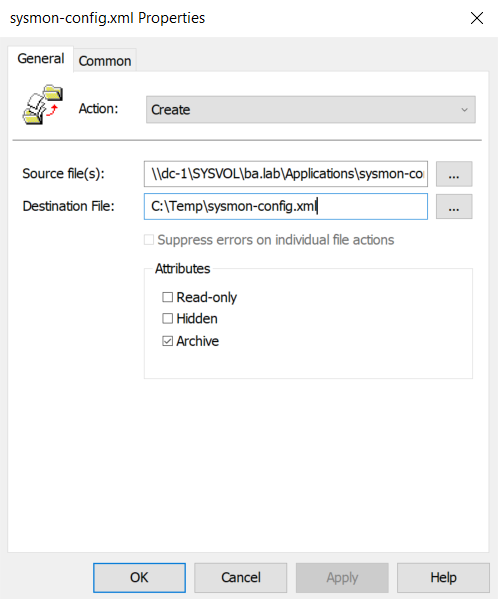 sysmon-config.xml Properties
General
Common
Action: Create
Source file(s): \\dc-1\SYSVOL\ba.lab\Applications\sysmon-co ...
Destination File: C:\Temp\sysmon-config.xml ...
Suppress errors on individual file actions
Attributes
Read-only
Hidden
Archive
OK Cancel Apply Help